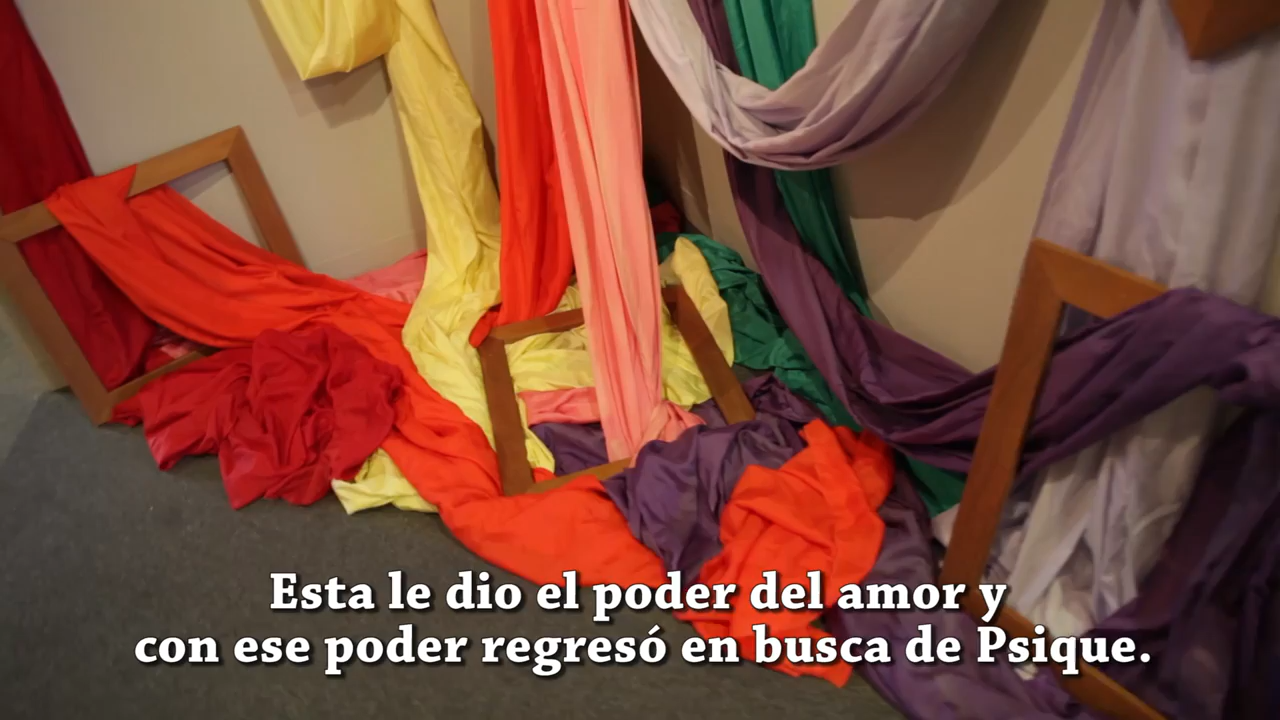 Esta le dio el poder del amor y
con ese poder regresó en busca de Psique.